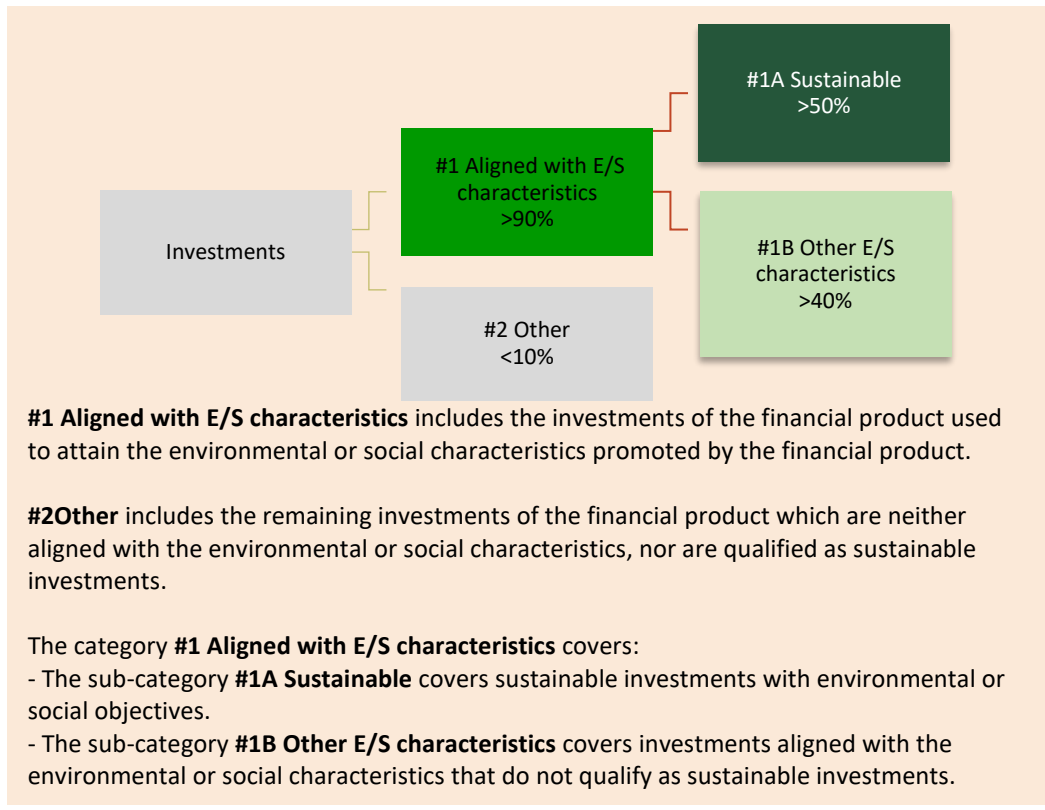 #1A Sustainable
>50%
#1 Aligned with E/S
characteristics
>90%
Investments
#1B Other E/S
characteristics
>40%
#2 Other
<10%
#1 Aligned with E/S characteristics includes the investments of the financial product used
to attain the environmental or social characteristics promoted by the financial product.
#2Other includes the remaining investments of the financial product which are neither
aligned with the environmental or social characteristics, nor are qualified as sustainable
investments.
The category #1 Aligned with E/S characteristics covers:
- The sub-category #1A Sustainable covers sustainable investments with environmental or
social objectives.
- The sub-category #1B Other E/S characteristics covers investments aligned with the
environmental or social characteristics that do not qualify as sustainable investments.